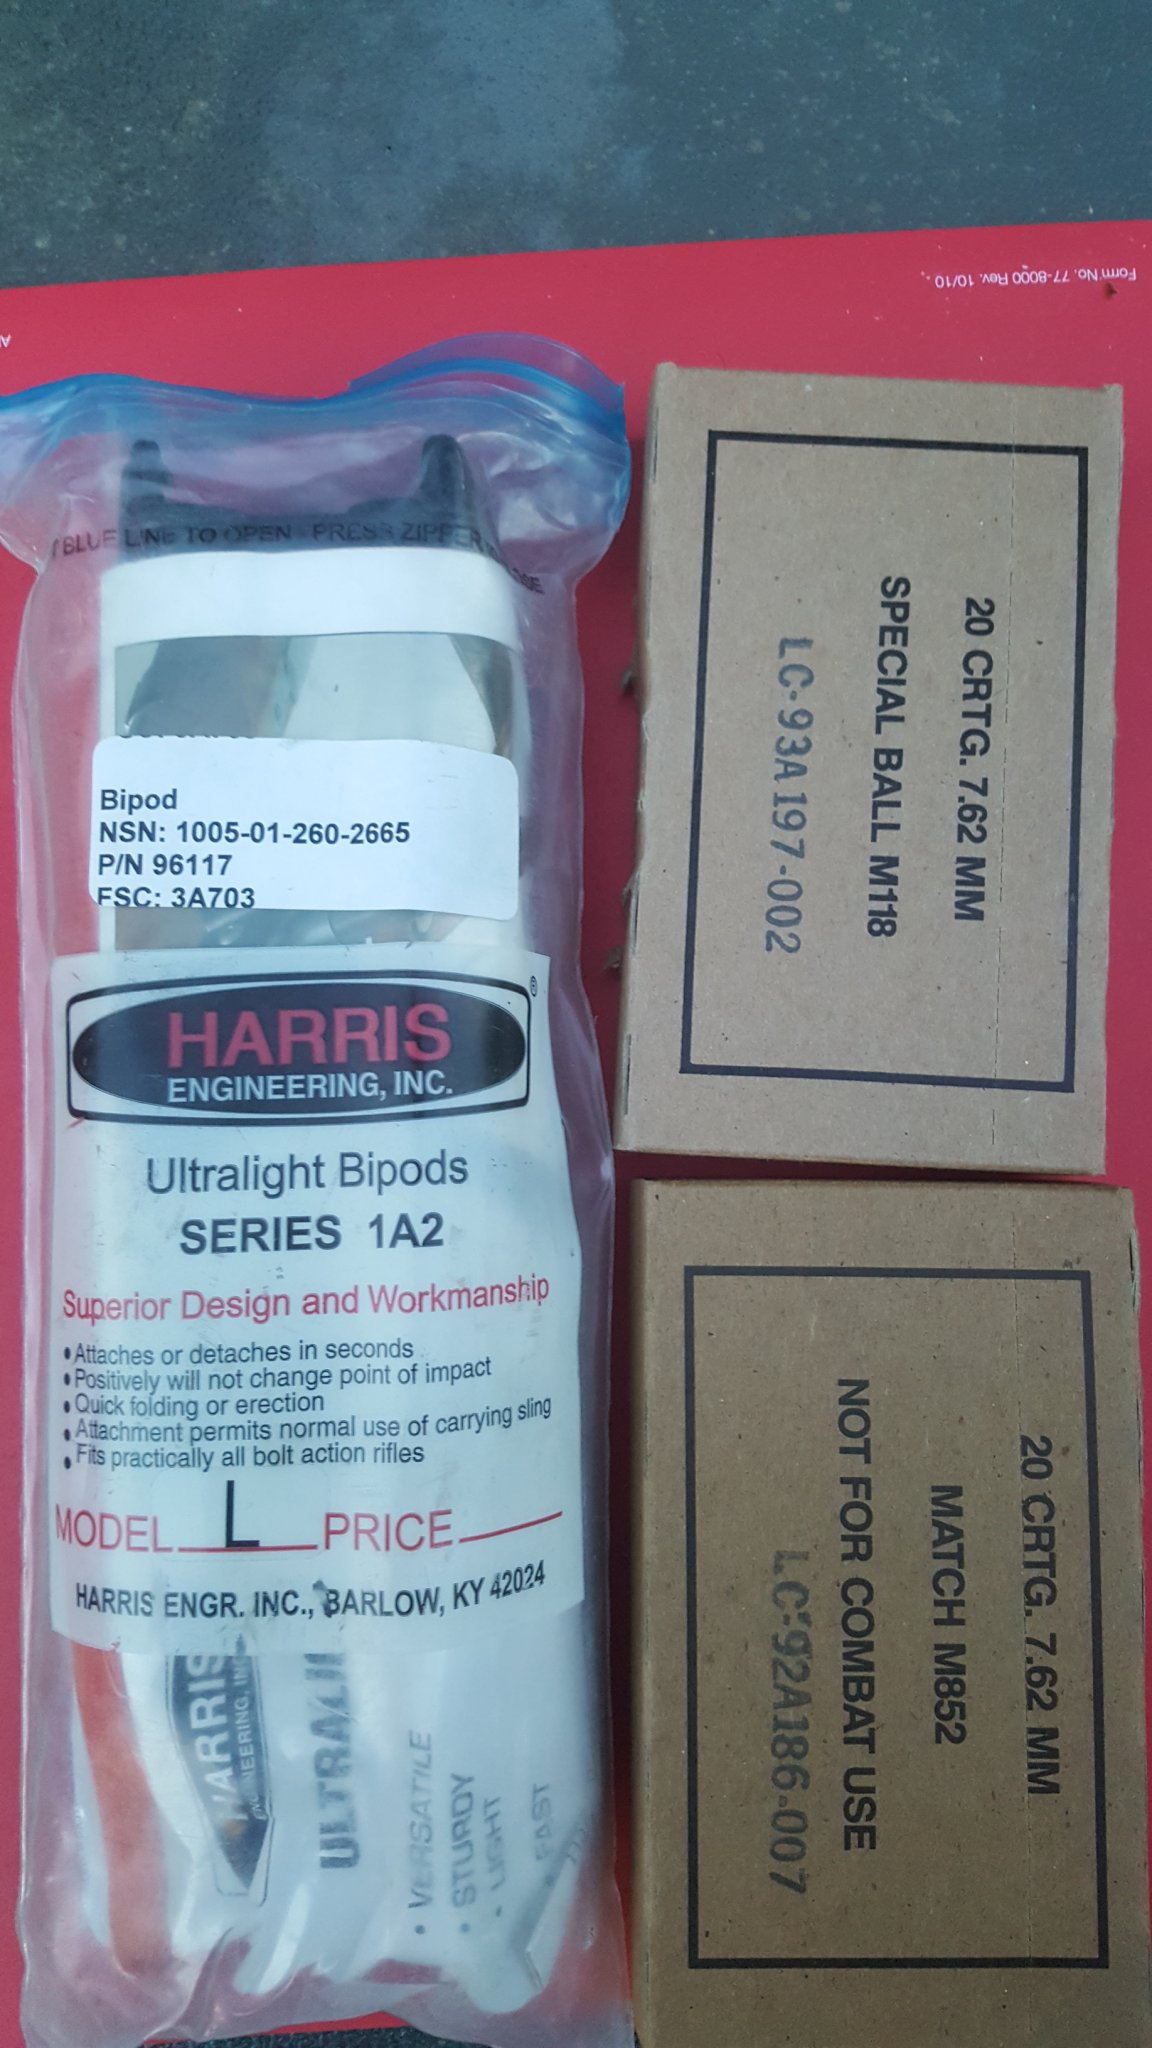 Form No. 77-8000 Rev. 10/10
BLUE LINE TO OPEN PRESS ZIPPER
Bipod
NSN: 1005-01-260-2665
P/N 96117
FSC: 3A703
HARRIS
ENGINEERING, INC.
®
Ultralight Bipods
SERIES 1A2
Superior Design and Workmanship
•Attaches or detaches in seconds
•Positively will not change point of impact
•Quick folding or erection
•Attachment permits normal use of carrying sling
•Fits practically all bolt action rifles
MODEL L PRICE
HARRIS ENGR. INC., BARLOW, KY 42024
HARRIS
ENGINEERING, INC
• VERSATILE
• STURDY
- LIGHT
• FAST
20 CRTG. 7.62 MM
SPECIAL BALL M118
LC-93A197-002
20 CRTG. 7.62 MM
MATCH M852
NOT FOR COMBAT USE
LC-92A186-007